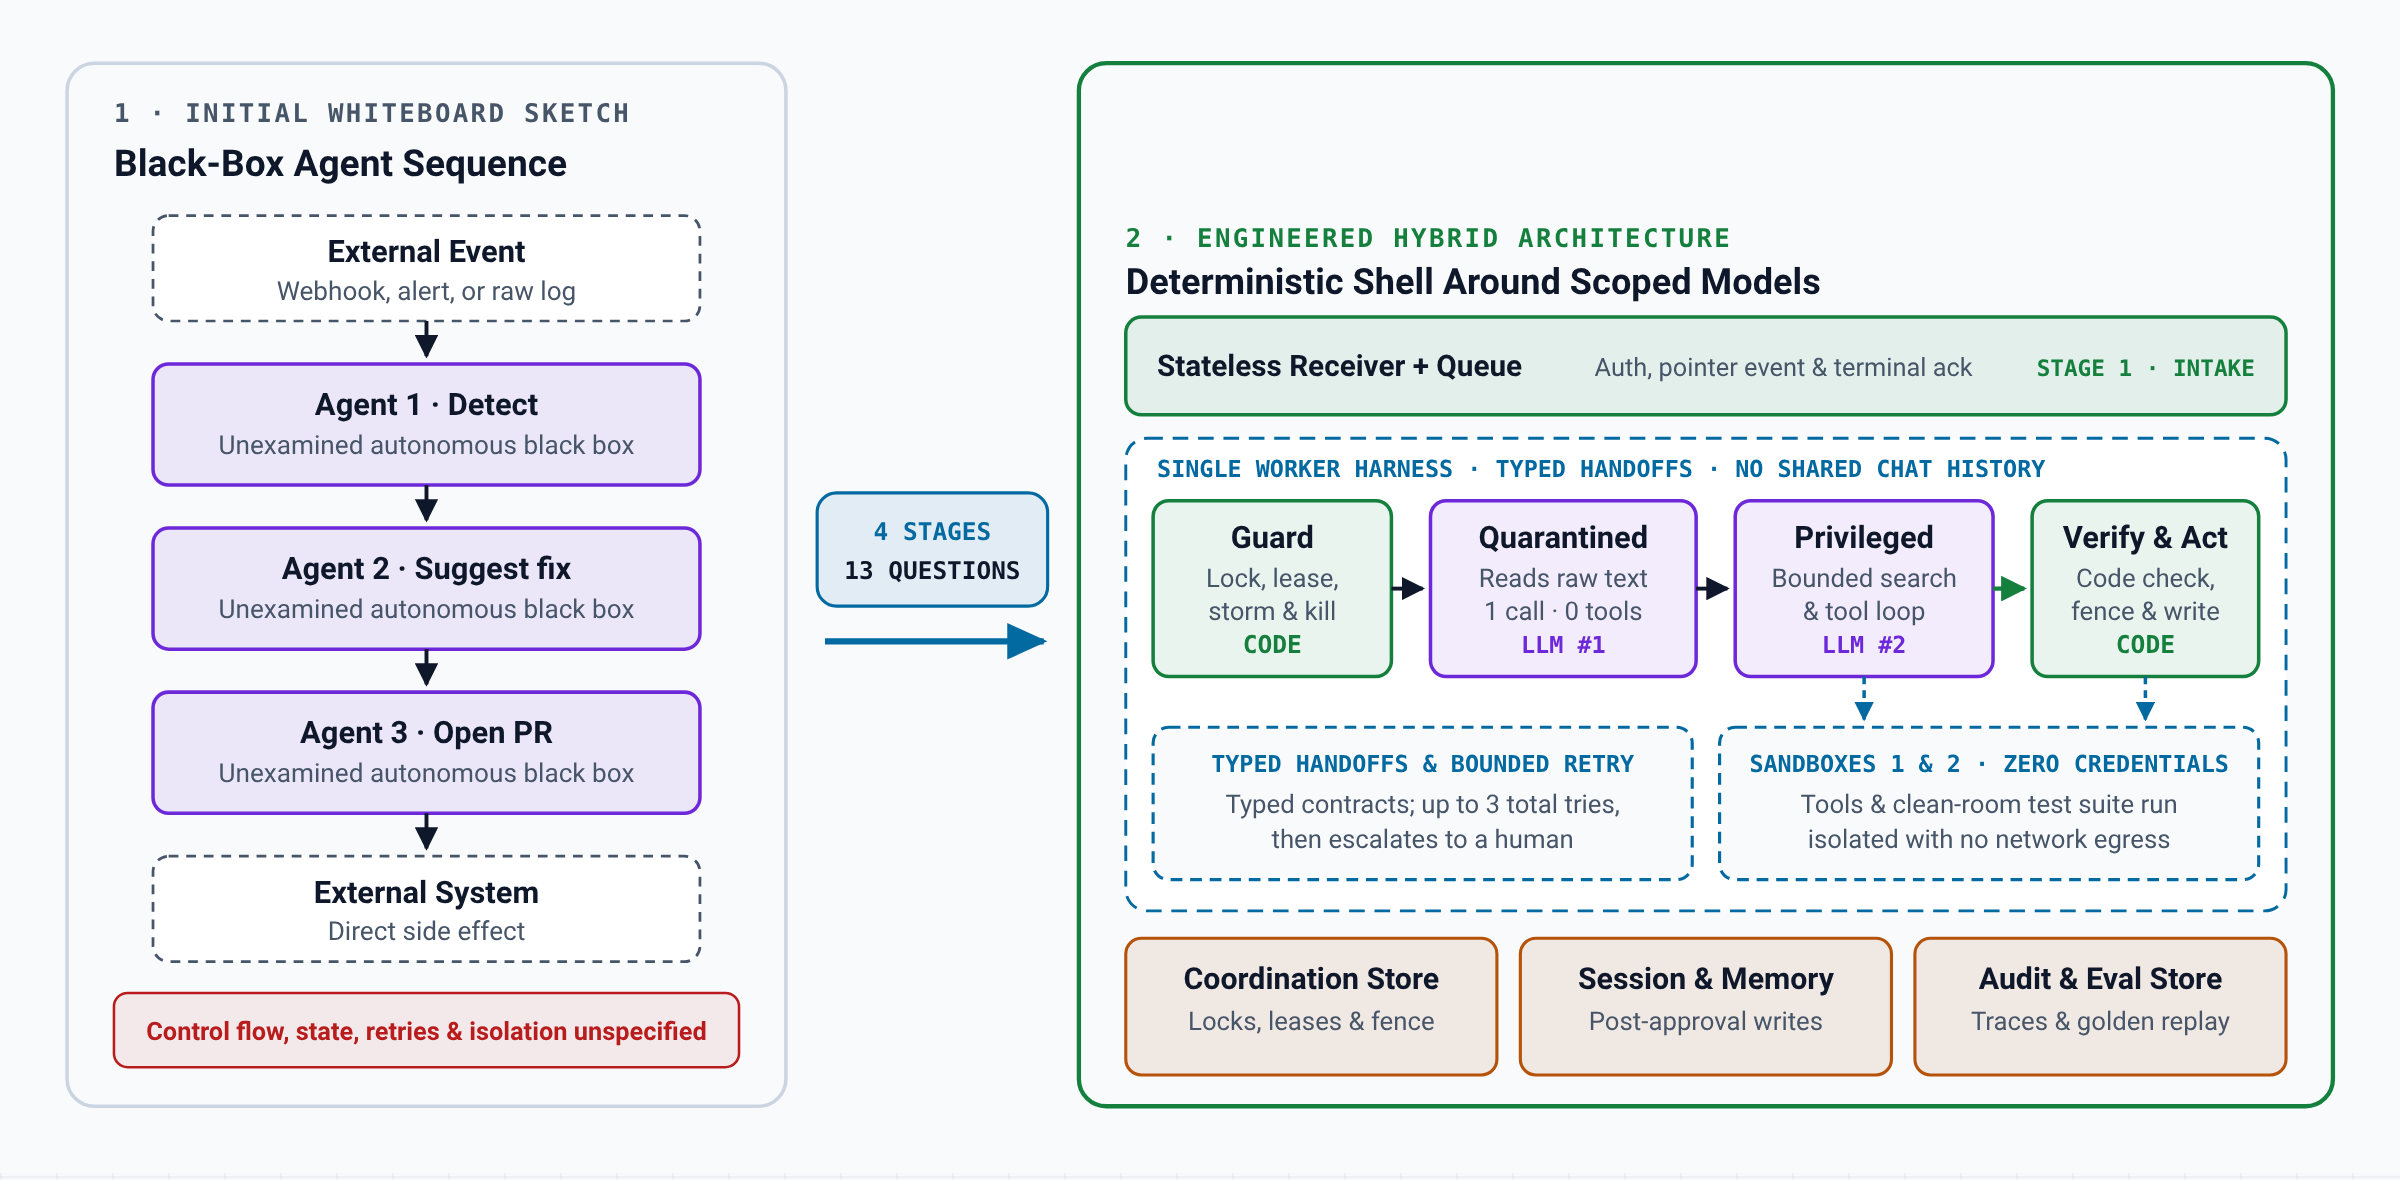 1 · INITIAL WHITEBOARD SKETCH
Black-Box Agent Sequence
External Event
Webhook, alert, or raw log
Agent 1 · Detect
Unexamined autonomous black box
Agent 2 · Suggest fix
Unexamined autonomous black box
Agent 3 · Open PR
Unexamined autonomous black box
External System
Direct side effect
Control flow, state, retries & isolation unspecified
4 STAGES
13 QUESTIONS
2 · ENGINEERED HYBRID ARCHITECTURE
Deterministic Shell Around Scoped Models
Stateless Receiver + Queue
Auth, pointer event & terminal ack
STAGE 1 · INTAKE
SINGLE WORKER HARNESS · TYPED HANDOFFS · NO SHARED CHAT HISTORY
Guard
Lock, lease,
storm & kill
CODE
Quarantined
Reads raw text
1 call · 0 tools
LLM #1
Privileged
Bounded search
& tool loop
LLM #2
Verify & Act
Code check,
fence & write
CODE
TYPED HANDOFFS & BOUNDED RETRY
Typed contracts; up to 3 total tries,
then escalates to a human
SANDBOXES 1 & 2 · ZERO CREDENTIALS
Tools & clean-room test suite run
isolated with no network egress
Coordination Store
Locks, leases & fence
Session & Memory
Post-approval writes
Audit & Eval Store
Traces & golden replay